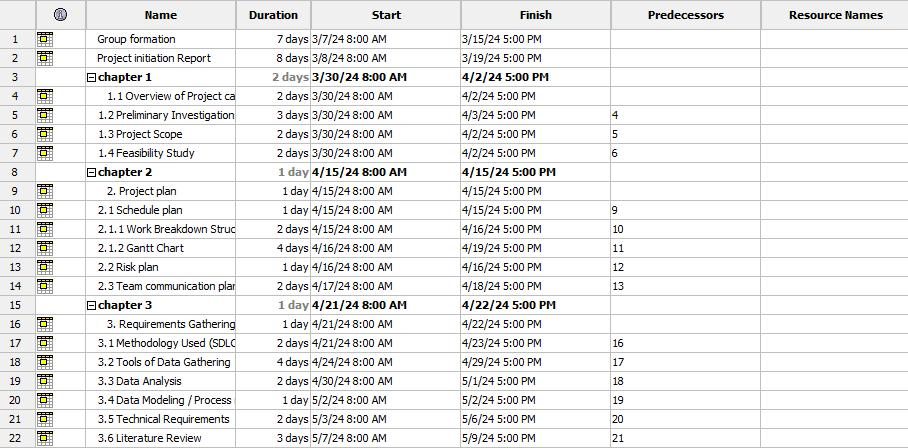 Name Duration Start Finish Predecessors Resource Names
1 Group formation 7 days 3/7/24 8:00 AM 3/15/24 5:00 PM
2 Project initiation Report 8 days 3/8/24 8:00 AM 3/19/24 5:00 PM
3 chapter 1 2 days 3/30/24 8:00 AM 4/2/24 5:00 PM
4 1.1 Overview of Project ca 2 days 3/30/24 8:00 AM 4/2/24 5:00 PM
5 1.2 Preliminary Investigation 3 days 3/30/24 8:00 AM 4/3/24 5:00 PM 4
6 1.3 Project Scope 2 days 3/30/24 8:00 AM 4/2/24 5:00 PM 5
7 1.4 Feasibility Study 2 days 3/30/24 8:00 AM 4/2/24 5:00 PM 6
8 chapter 2 1 day 4/15/24 8:00 AM 4/15/24 5:00 PM
9 2. Project plan 1 day 4/15/24 8:00 AM 4/15/24 5:00 PM
10 2.1 Schedule plan 1 day 4/15/24 8:00 AM 4/15/24 5:00 PM 9
11 2.1.1 Work Breakdown Struc 2 days 4/15/24 8:00 AM 4/16/24 5:00 PM 10
12 2.1.2 Gantt Chart 4 days 4/16/24 8:00 AM 4/19/24 5:00 PM 11
13 2.2 Risk plan 1 day 4/16/24 8:00 AM 4/16/24 5:00 PM 12
14 2.3 Team communication plan 2 days 4/17/24 8:00 AM 4/18/24 5:00 PM 13
15 chapter 3 1 day 4/21/24 8:00 AM 4/22/24 5:00 PM
16 3. Requirements Gathering 1 day 4/21/24 8:00 AM 4/22/24 5:00 PM
17 3.1 Methodology Used (SDLC 2 days 4/21/24 8:00 AM 4/23/24 5:00 PM 16
18 3.2 Tools of Data Gathering 4 days 4/24/24 8:00 AM 4/29/24 5:00 PM 17
19 3.3 Data Analysis 2 days 4/30/24 8:00 AM 5/1/24 5:00 PM 18
20 3.4 Data Modeling / Process 1 day 5/2/24 8:00 AM 5/2/24 5:00 PM 19
21 3.5 Technical Requirements 2 days 5/3/24 8:00 AM 5/6/24 5:00 PM 20
22 3.6 Literature Review 3 days 5/7/24 8:00 AM 5/9/24 5:00 PM 21